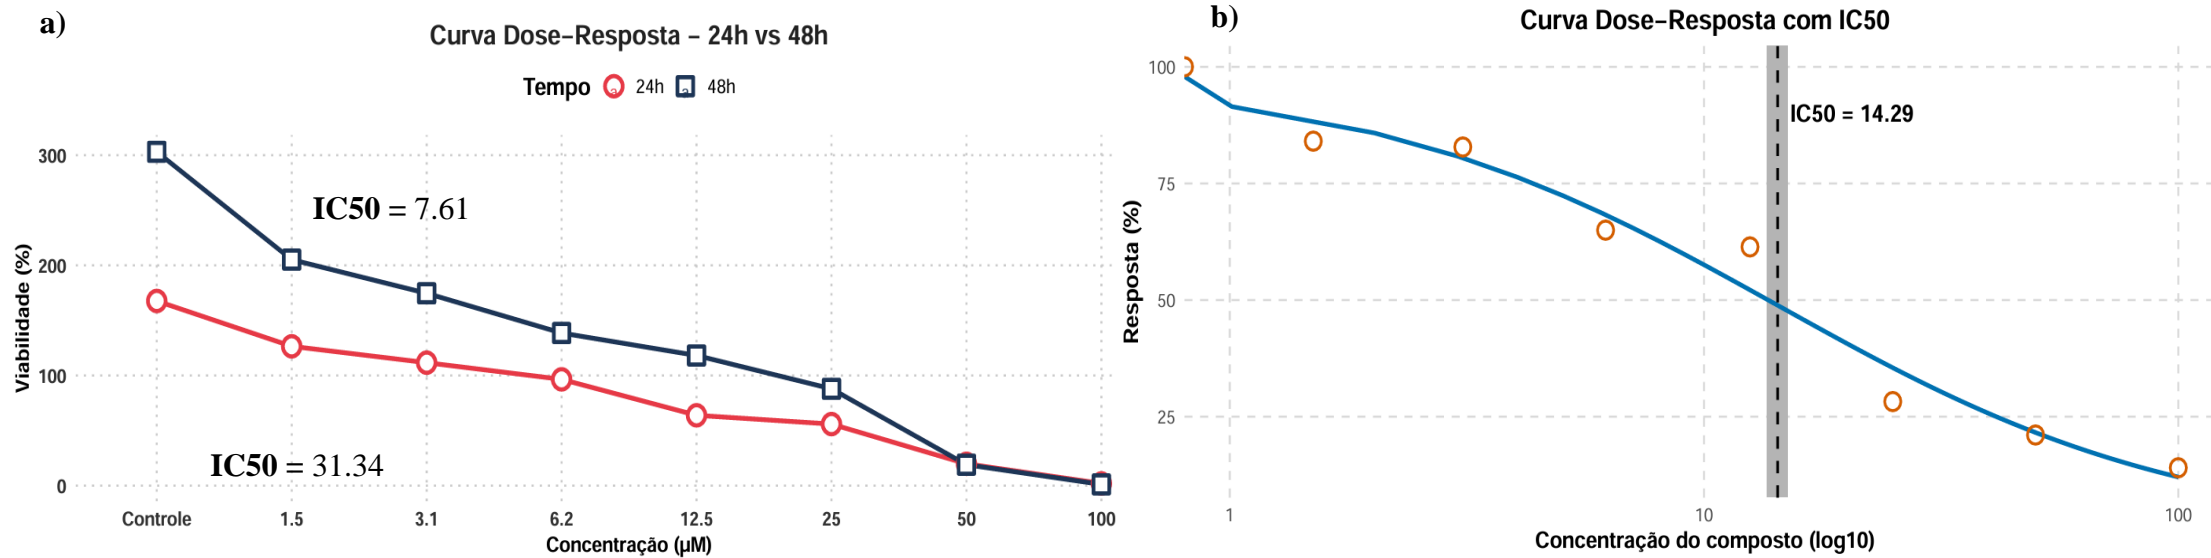 a)
Curva Dose–Resposta – 24h vs 48h
Tempo a 24h a 48h
300
200
100
0
Viabilidade (%)
IC50 = 7.61
IC50 = 31.34
Controle 1.5 3.1 6.2 12.5 25 50 100
Concentração (µM)
b)
Curva Dose–Resposta com IC50
100
75
50
25
Resposta (%)
IC50 = 14.29
1 10 100
Concentração do composto (log10)